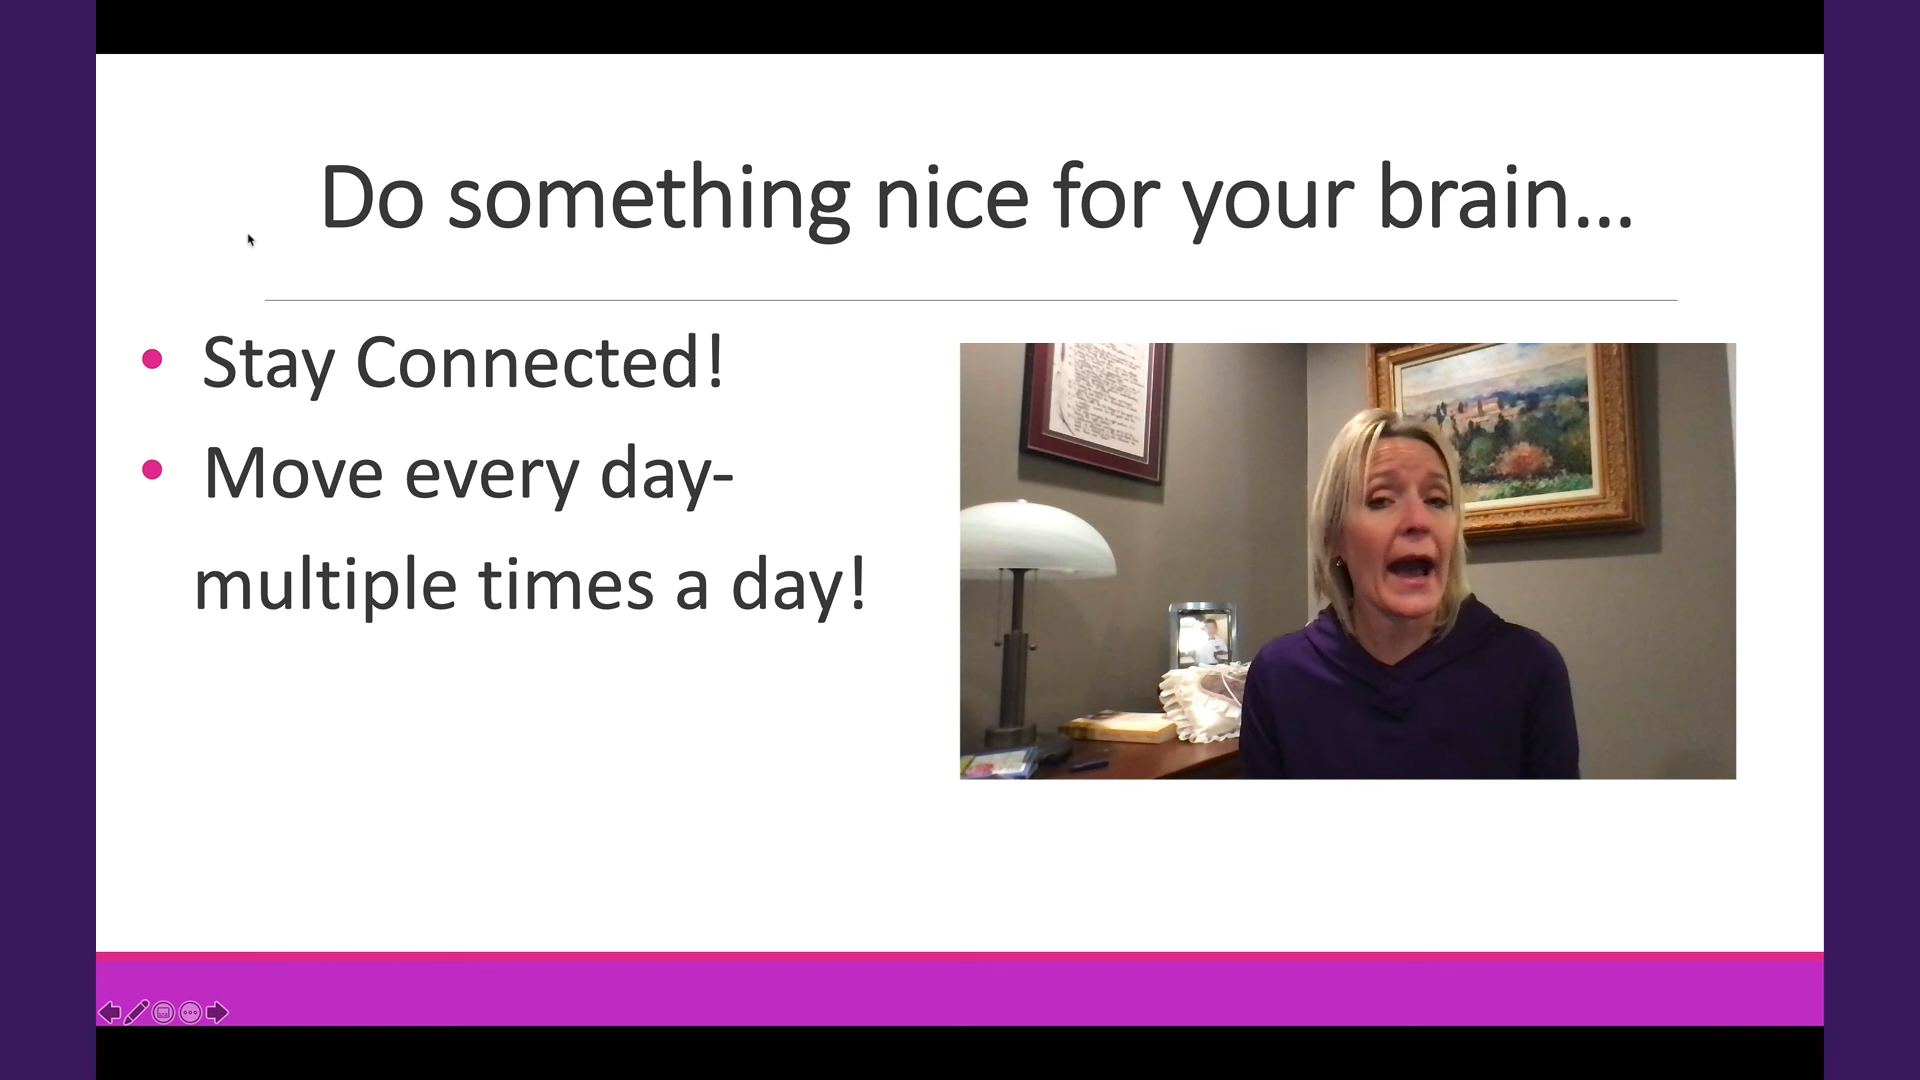 Do something nice for your brain...
• Stay Connected!
• Move every day-
multiple times a day!